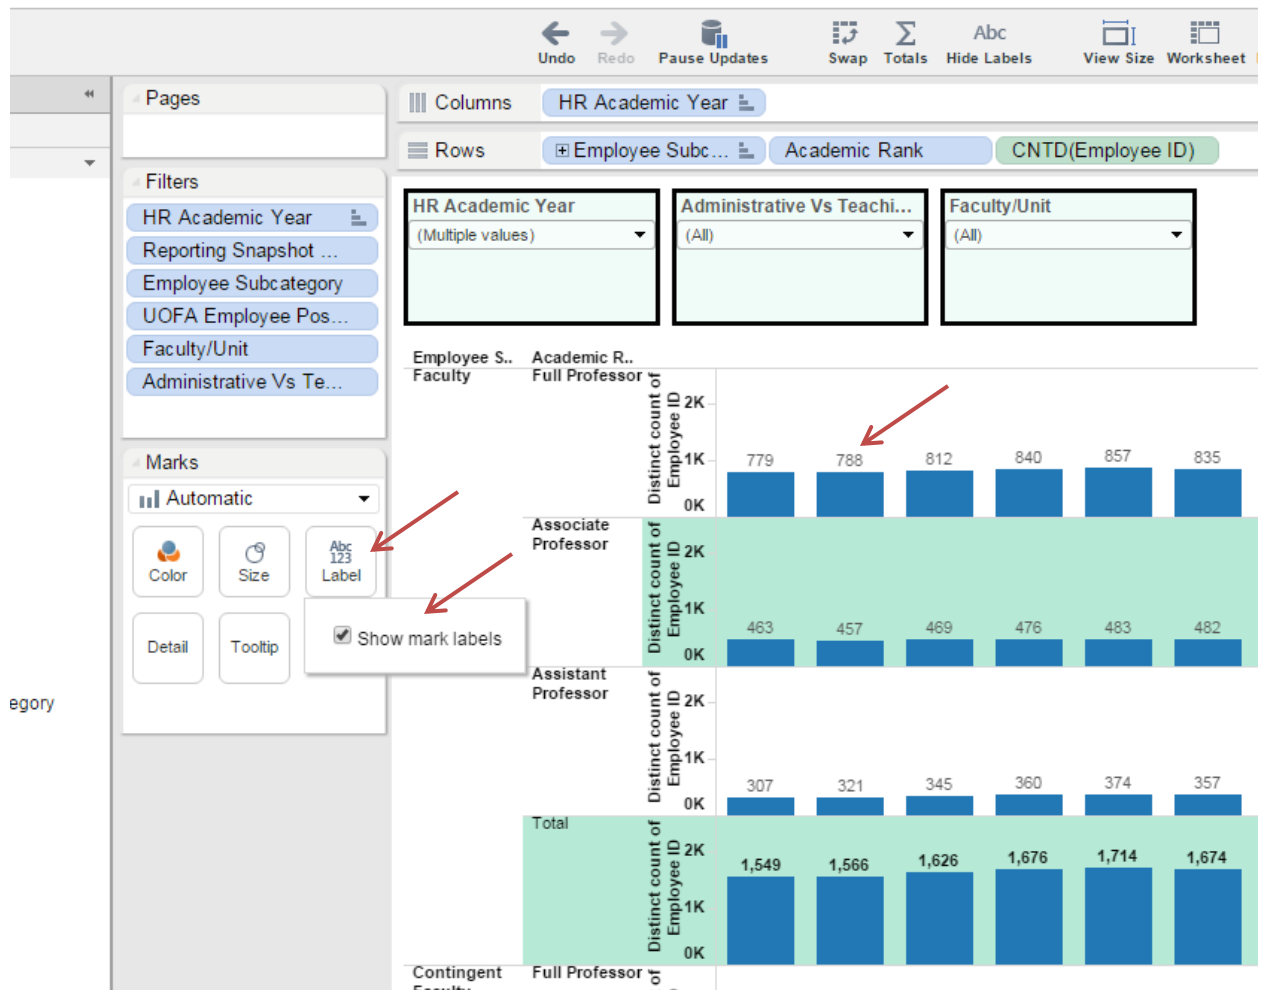 Undo Redo Pause Updates Swap Totals Abc Hide Labels View Size Worksheet
Pages
Columns HR Academic Year
Rows Employee Subc... Academic Rank CNTD(Employee ID)
Filters
HR Academic Year
Reporting Snapshot ...
Employee Subcategory
UOFA Employee Pos...
Faculty/Unit
Administrative Vs Te...
HR Academic Year Administrative Vs Teachi... Faculty/Unit
(Multiple values) (All) (All)
Marks
Automatic
Color Size Abc 123 Label
Show mark labels
Detail Tooltip
egory
Employee S.. Academic R..
Faculty Full Professor
Distinct count of
Employee ID
2K
1K
0K
779 788 812 840 857 835
Associate
Professor
Distinct count of
Employee ID
2K
1K
0K
463 457 469 476 483 482
Assistant
Professor
Distinct count of
Employee ID
2K
1K
0K
307 321 345 360 374 357
Total
Distinct count of
Employee ID
2K
1K
0K
1,549 1,566 1,626 1,676 1,714 1,674
Contingent Full Professor
Faculty